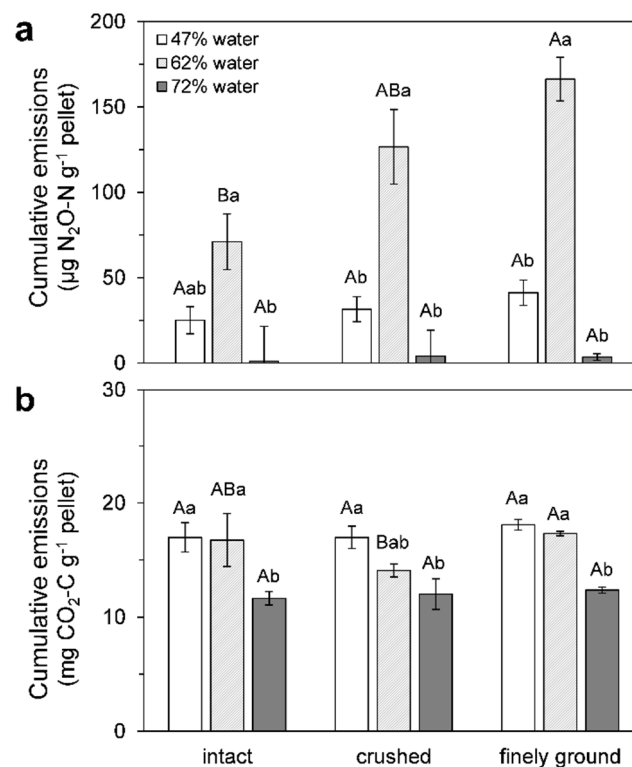 a
200
150
100
50
0
Cumulative emissions
(µg N₂O-N g⁻¹ pellet)
47% water
62% water
72% water
Aab
Ba
Ab
Ab
ABa
Ab
Ab
Aa
Ab
b
30
20
10
0
Cumulative emissions
(mg CO₂-C g⁻¹ pellet)
Aa
ABa
Ab
Aa
Bab
Ab
Aa
Aa
Ab
intact
crushed
finely ground